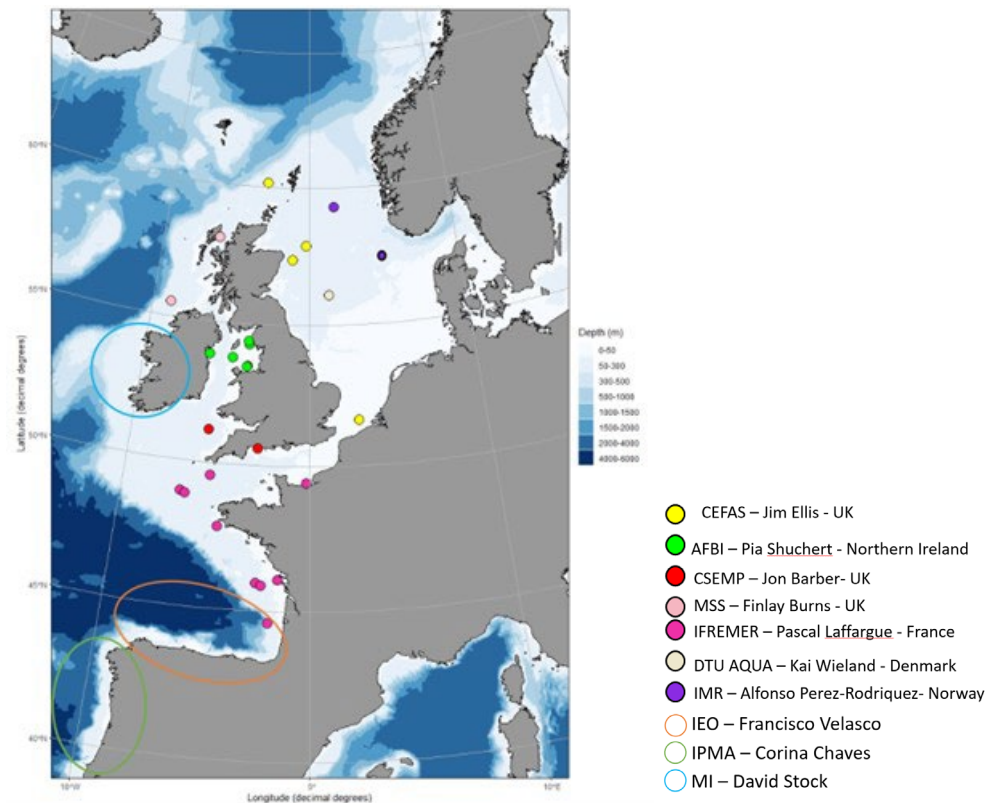 60°N
55°N
50°N
45°N
40°N
10°W
0°
10°E
Latitude (decimal degrees)
Longitude (decimal degrees)
Depth (m)
0-50
50-300
300-500
500-1000
1000-1500
1500-2000
2000-4000
4000-6000
CEFAS – Jim Ellis - UK
AFBI – Pia Shuchert - Northern Ireland
CSEMP – Jon Barber- UK
MSS – Finlay Burns - UK
IFREMER – Pascal Laffargue - France
DTU AQUA – Kai Wieland - Denmark
IMR – Alfonso Perez-Rodriquez- Norway
IEO – Francisco Velasco
IPMA – Corina Chaves
MI – David Stock